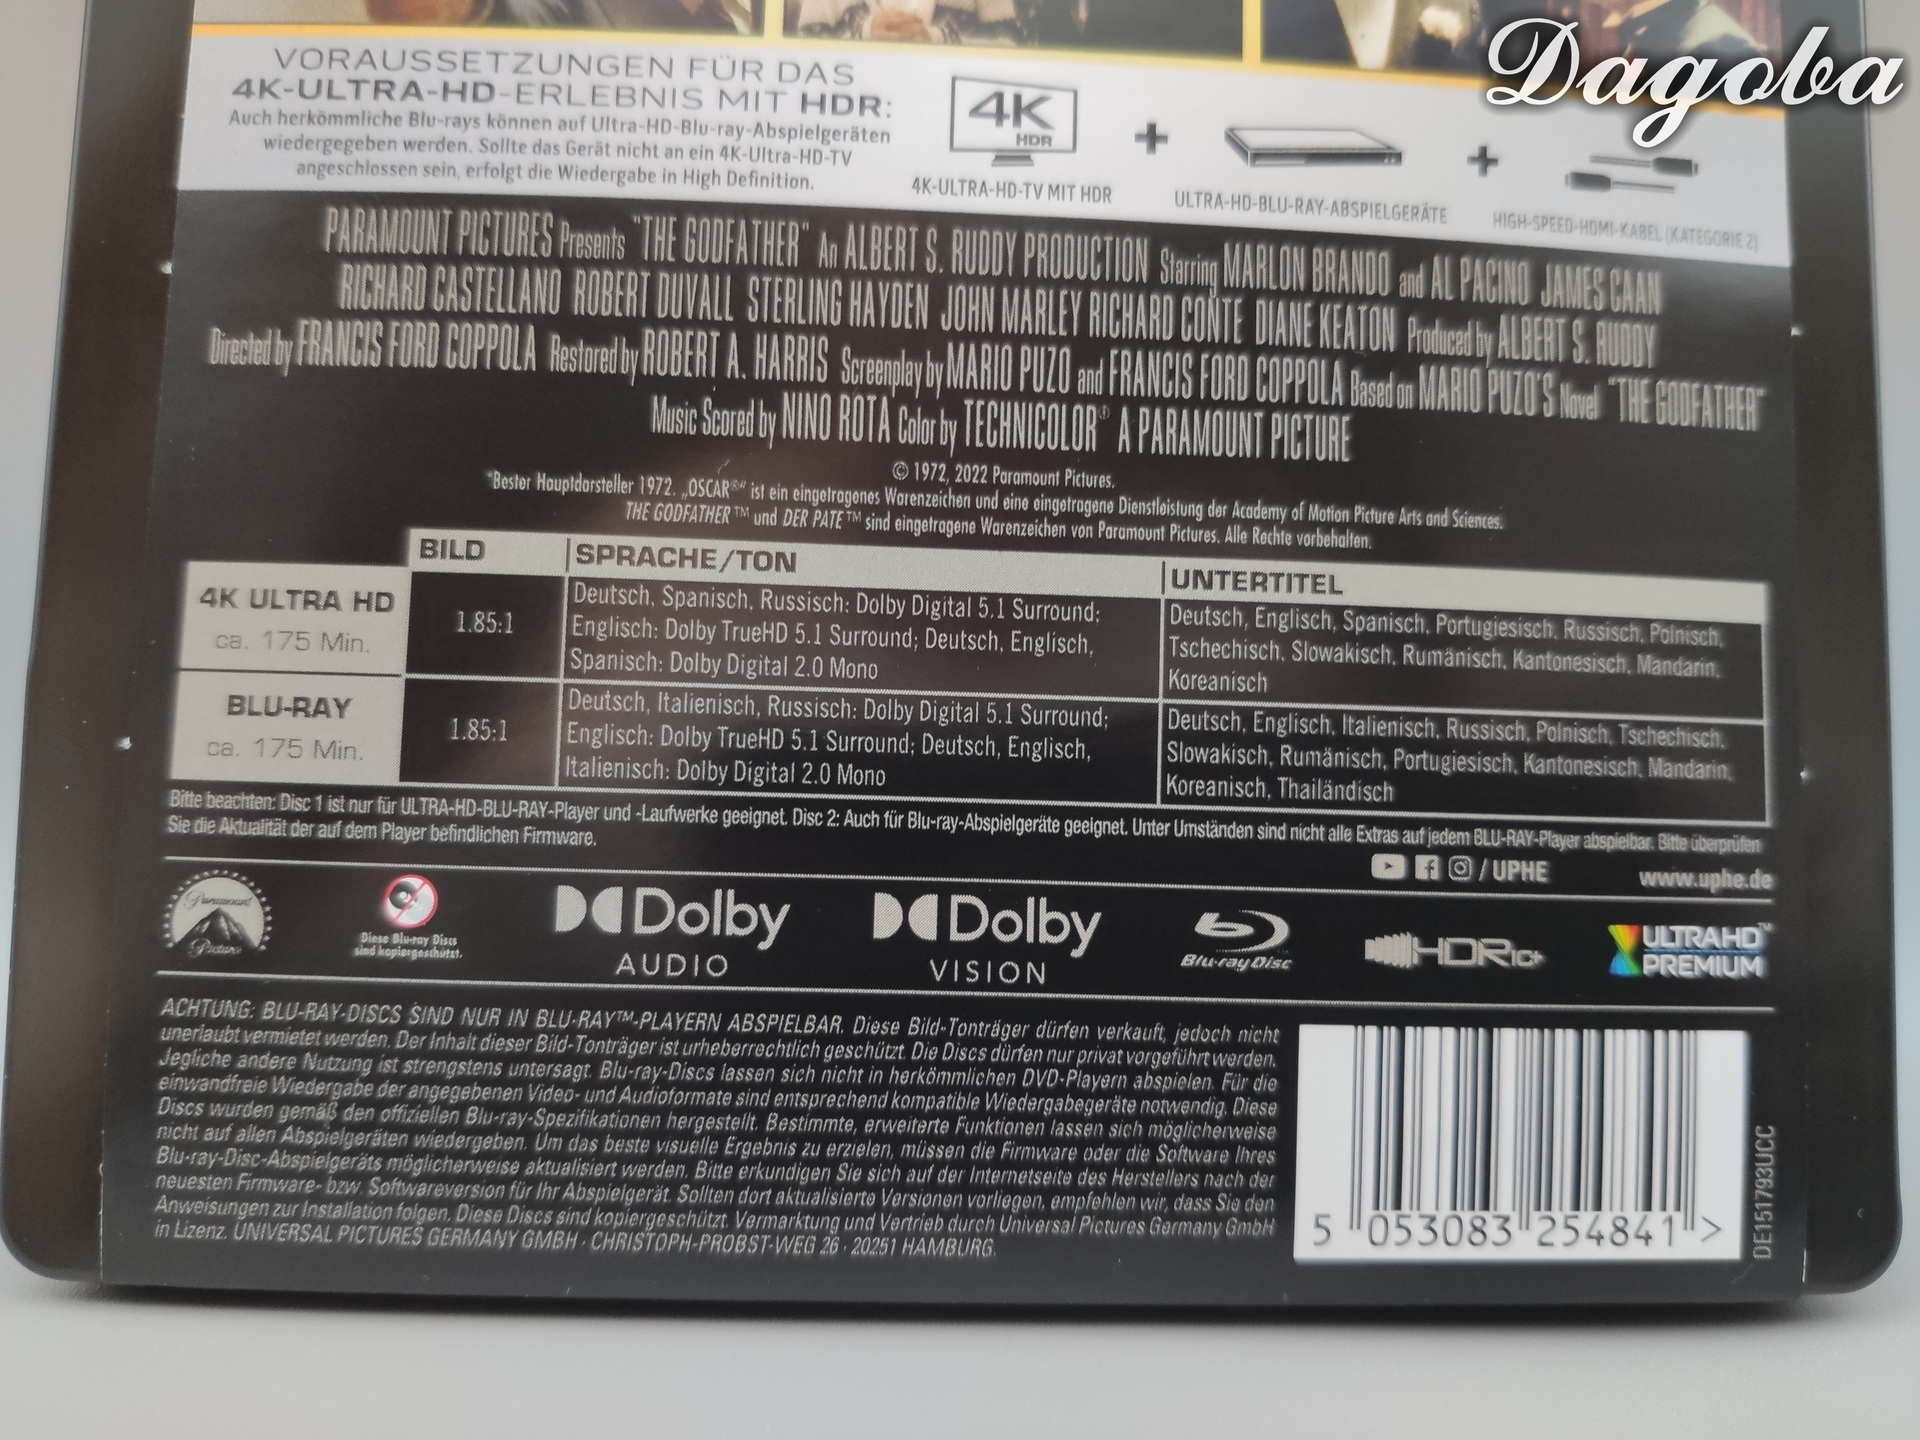 Dagoba
VORAUSSETZUNGEN FÜR DAS
4K-ULTRA-HD-ERLEBNIS MIT HDR:
Auch herkömmliche Blu-rays können auf Ultra-HD-Blu-ray-Abspielgeräten
wiedergegeben werden. Sollte das Gerät nicht an ein 4K-Ultra-HD-TV
angeschlossen sein, erfolgt die Wiedergabe in High Definition.
4K
HDR
+
+
4K-ULTRA-HD-TV MIT HDR
ULTRA-HD-BLU-RAY-ABSPIELGERÄTE
HIGH-SPEED-HDMI-KABEL (KATEGORIE 2)
PARAMOUNT PICTURES Presents "THE GODFATHER" An ALBERT S. RUDDY PRODUCTION Starring MARLON BRANDO and AL PACINO JAMES CAAN
RICHARD CASTELLANO ROBERT DUVALL STERLING HAYDEN JOHN MARLEY RICHARD CONTE DIANE KEATON Produced by ALBERT S. RUDDY
Directed by FRANCIS FORD COPPOLA Restored by ROBERT A. HARRIS Screenplay by MARIO PUZO and FRANCIS FORD COPPOLA Based on MARIO PUZO'S Novel "THE GODFATHER"
Music Scored by NINO ROTA Color by TECHNICOLOR® A PARAMOUNT PICTURE
© 1972, 2022 Paramount Pictures.
*Bester Hauptdarsteller 1972. „OSCAR®“ ist ein eingetragenes Warenzeichen und eine eingetragene Dienstleistung der Academy of Motion Picture Arts and Sciences.
THE GODFATHER™ und DER PATE™ sind eingetragene Warenzeichen von Paramount Pictures. Alle Rechte vorbehalten.
BILD
SPRACHE/TON
UNTERTITEL
4K ULTRA HD
ca. 175 Min.
1.85:1
Deutsch, Spanisch, Russisch: Dolby Digital 5.1 Surround;
Englisch: Dolby TrueHD 5.1 Surround; Deutsch, Englisch,
Spanisch: Dolby Digital 2.0 Mono
Deutsch, Englisch, Spanisch, Portugiesisch, Russisch, Polnisch,
Tschechisch, Slowakisch, Rumänisch, Kantonesisch, Mandarin,
Koreanisch
BLU-RAY
ca. 175 Min.
1.85:1
Deutsch, Italienisch, Russisch: Dolby Digital 5.1 Surround;
Englisch: Dolby TrueHD 5.1 Surround; Deutsch, Englisch,
Italienisch: Dolby Digital 2.0 Mono
Deutsch, Englisch, Italienisch, Russisch, Polnisch, Tschechisch,
Slowakisch, Rumänisch, Portugiesisch, Kantonesisch, Mandarin,
Koreanisch, Thailändisch
Bitte beachten: Disc 1 ist nur für ULTRA-HD-BLU-RAY-Player und -Laufwerke geeignet. Disc 2: Auch für Blu-ray-Abspielgeräte geeignet. Unter Umständen sind nicht alle Extras auf jedem BLU-RAY-Player abspielbar. Bitte überprüfen
Sie die Aktualität der auf dem Player befindlichen Firmware.
/UPHE
www.uphe.de
Paramount
Pictures
Diese Blu-ray Discs
sind kopiergeschützt.
Dolby
AUDIO
Dolby
VISION
Blu-ray Disc
HDR10+
ULTRA HD™
PREMIUM
ACHTUNG: BLU-RAY-DISCS SIND NUR IN BLU-RAY™-PLAYERN ABSPIELBAR. Diese Bild-Tonträger dürfen verkauft, jedoch nicht
unerlaubt vermietet werden. Der Inhalt dieser Bild-Tonträger ist urheberrechtlich geschützt. Die Discs dürfen nur privat vorgeführt werden.
Jegliche andere Nutzung ist strengstens untersagt. Blu-ray-Discs lassen sich nicht in herkömmlichen DVD-Playern abspielen. Für die
einwandfreie Wiedergabe der angegebenen Video- und Audioformate sind entsprechend kompatible Wiedergabegeräte notwendig. Diese
Discs wurden gemäß den offiziellen Blu-ray-Spezifikationen hergestellt. Bestimmte, erweiterte Funktionen lassen sich möglicherweise
nicht auf allen Abspielgeräten wiedergeben. Um das beste visuelle Ergebnis zu erzielen, müssen die Firmware oder die Software Ihres
Blu-ray-Disc-Abspielgeräts möglicherweise aktualisiert werden. Bitte erkundigen Sie sich auf der Internetseite des Herstellers nach der
neuesten Firmware- bzw. Softwareversion für Ihr Abspielgerät. Sollten dort aktualisierte Versionen vorliegen, empfehlen wir, dass Sie den
Anweisungen zur Installation folgen. Diese Discs sind kopiergeschützt. Vermarktung und Vertrieb durch Universal Pictures Germany GmbH
in Lizenz. UNIVERSAL PICTURES GERMANY GMBH · CHRISTOPH-PROBST-WEG 26 · 20251 HAMBURG.
5 053083 254841 >
DE151793UCC